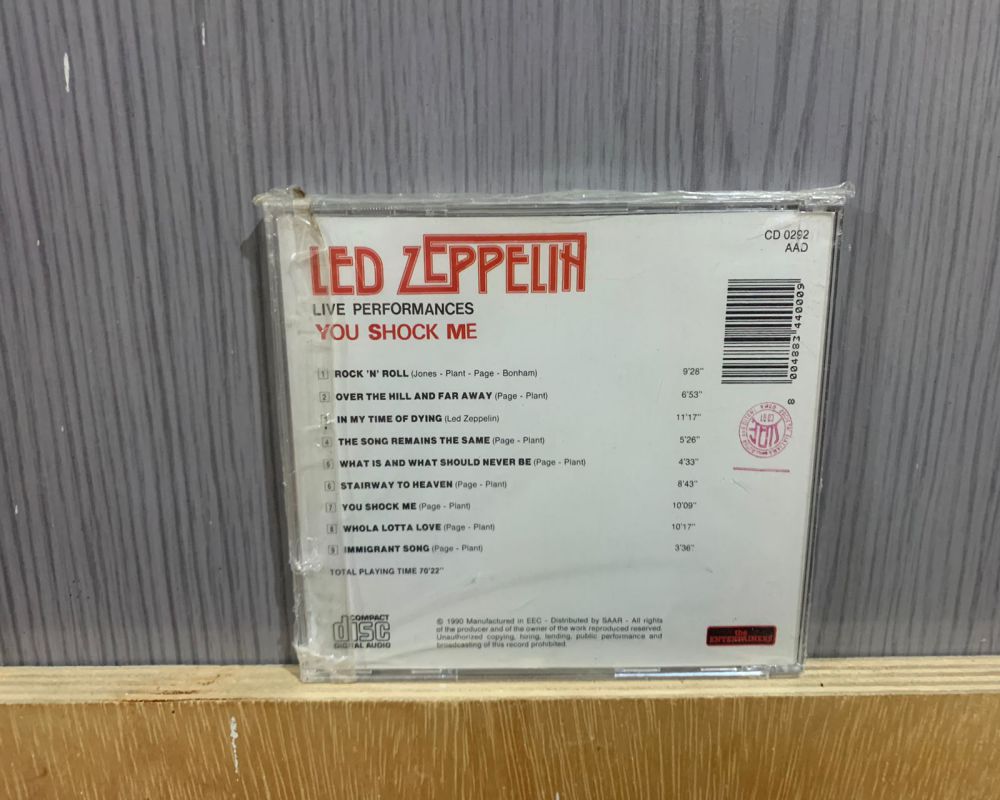 LED ZEPPELIN
LIVE PERFORMANCES
YOU SHOCK ME
CD 0292
AAD
1 ROCK 'N' ROLL (Jones - Plant - Page - Bonham) 9'28"
2 OVER THE HILL AND FAR AWAY (Page - Plant) 6'53"
3 IN MY TIME OF DYING (Led Zeppelin) 11'17"
4 THE SONG REMAINS THE SAME (Page - Plant) 5'26"
5 WHAT IS AND WHAT SHOULD NEVER BE (Page - Plant) 4'33"
6 STAIRWAY TO HEAVEN (Page - Plant) 8'43"
7 YOU SHOCK ME (Page - Plant) 10'09"
8 WHOLA LOTTA LOVE (Page - Plant) 10'17"
9 IMMIGRANT SONG (Page - Plant) 3'36"
TOTAL PLAYING TIME 70'22"
004883 440009 8
COMPACT
disc
DIGITAL AUDIO
© 1990 Manufactured in EEC - Distributed by SAAR - All rights
of the producer and of the owner of the work reproduced reserved.
Unauthorized copying, hiring, lending, public performance and
broadcasting of this record prohibited.
the
ENTERTAINERS